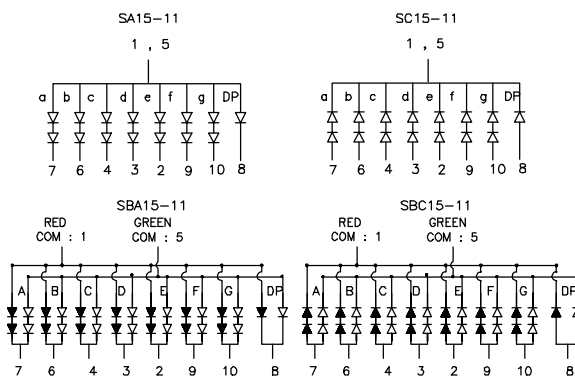 SA15-11
1 , 5
a b c d e f g DP
7 6 4 3 2 9 10 8
SC15-11
1 , 5
a b c d e f g DP
7 6 4 3 2 9 10 8
SBA15-11
RED GREEN
COM : 1 COM : 5
A B C D E F G DP
7 6 4 3 2 9 10 8
SBC15-11
RED GREEN
COM : 1 COM : 5
A B C D E F G DP
7 6 4 3 2 9 10 8